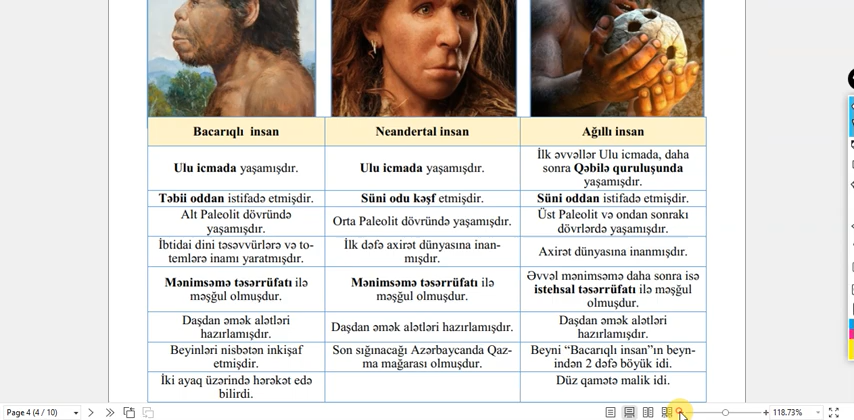 Bacarıqlı insan
Neandertal insan
Ağıllı insan
Ulu icmada yaşamışdır.
Ulu icmada yaşamışdır.
İlk əvvəllər Ulu icmada, daha
sonra Qəbilə quruluşunda
yaşamışdır.
Təbii oddan istifadə etmişdir.
Süni odu kəşf etmişdir.
Süni oddan istifadə etmişdir.
Alt Paleolit dövründə
yaşamışdır.
Orta Paleolit dövründə yaşamışdır.
Üst Paleolit və ondan sonrakı
dövrlərdə yaşamışdır.
İbtidai dini təsəvvürlərə və to-
temlərə inamı yaratmışdır.
İlk dəfə axirət dünyasına inan-
mışdır.
Axirət dünyasına inanmışdır.
Mənimsəmə təsərrüfatı ilə
məşğul olmuşdur.
Mənimsəmə təsərrüfatı ilə
məşğul olmuşdur.
Əvvəl mənimsəmə daha sonra isə
istehsal təsərrüfatı ilə məşğul
olmuşdur.
Daşdan əmək alətləri
hazırlamışdır.
Daşdan əmək alətləri hazırlamışdır.
Daşdan əmək alətləri
hazırlamışdır.
Beyinləri nisbətən inkişaf
etmişdir.
Son sığınacağı Azərbaycanda Qaz-
ma mağarası olmuşdur.
Beyni “Bacarıqlı insan”ın beyn-
indən 2 dəfə böyük idi.
İki ayaq üzərində hərəkət edə
bilirdi.
Düz qamətə malik idi.
Page 4 (4 / 10)
118.73%